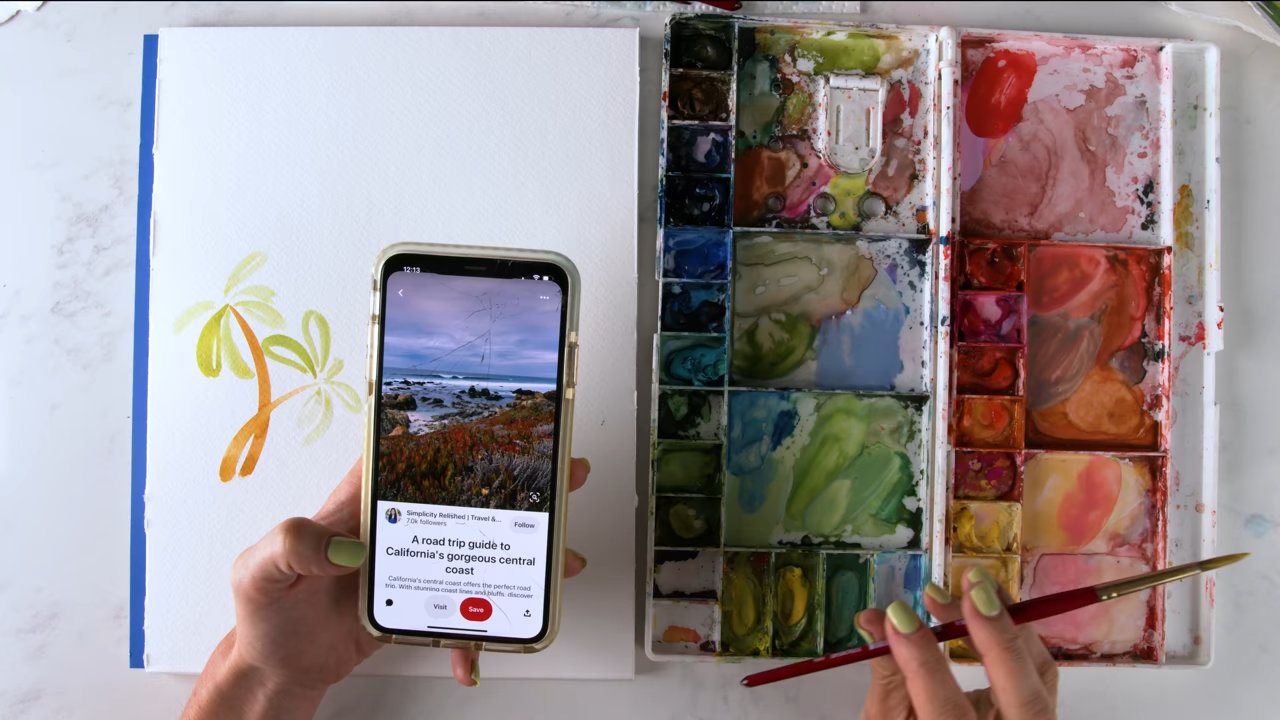 12:13
Simplicity Relished | Travel &...
7.0k followers
Follow
A road trip guide to
California's gorgeous central
coast
California's central coast offers the perfect road
trip. With stunning coast lines and bluffs, discover
Visit
Save